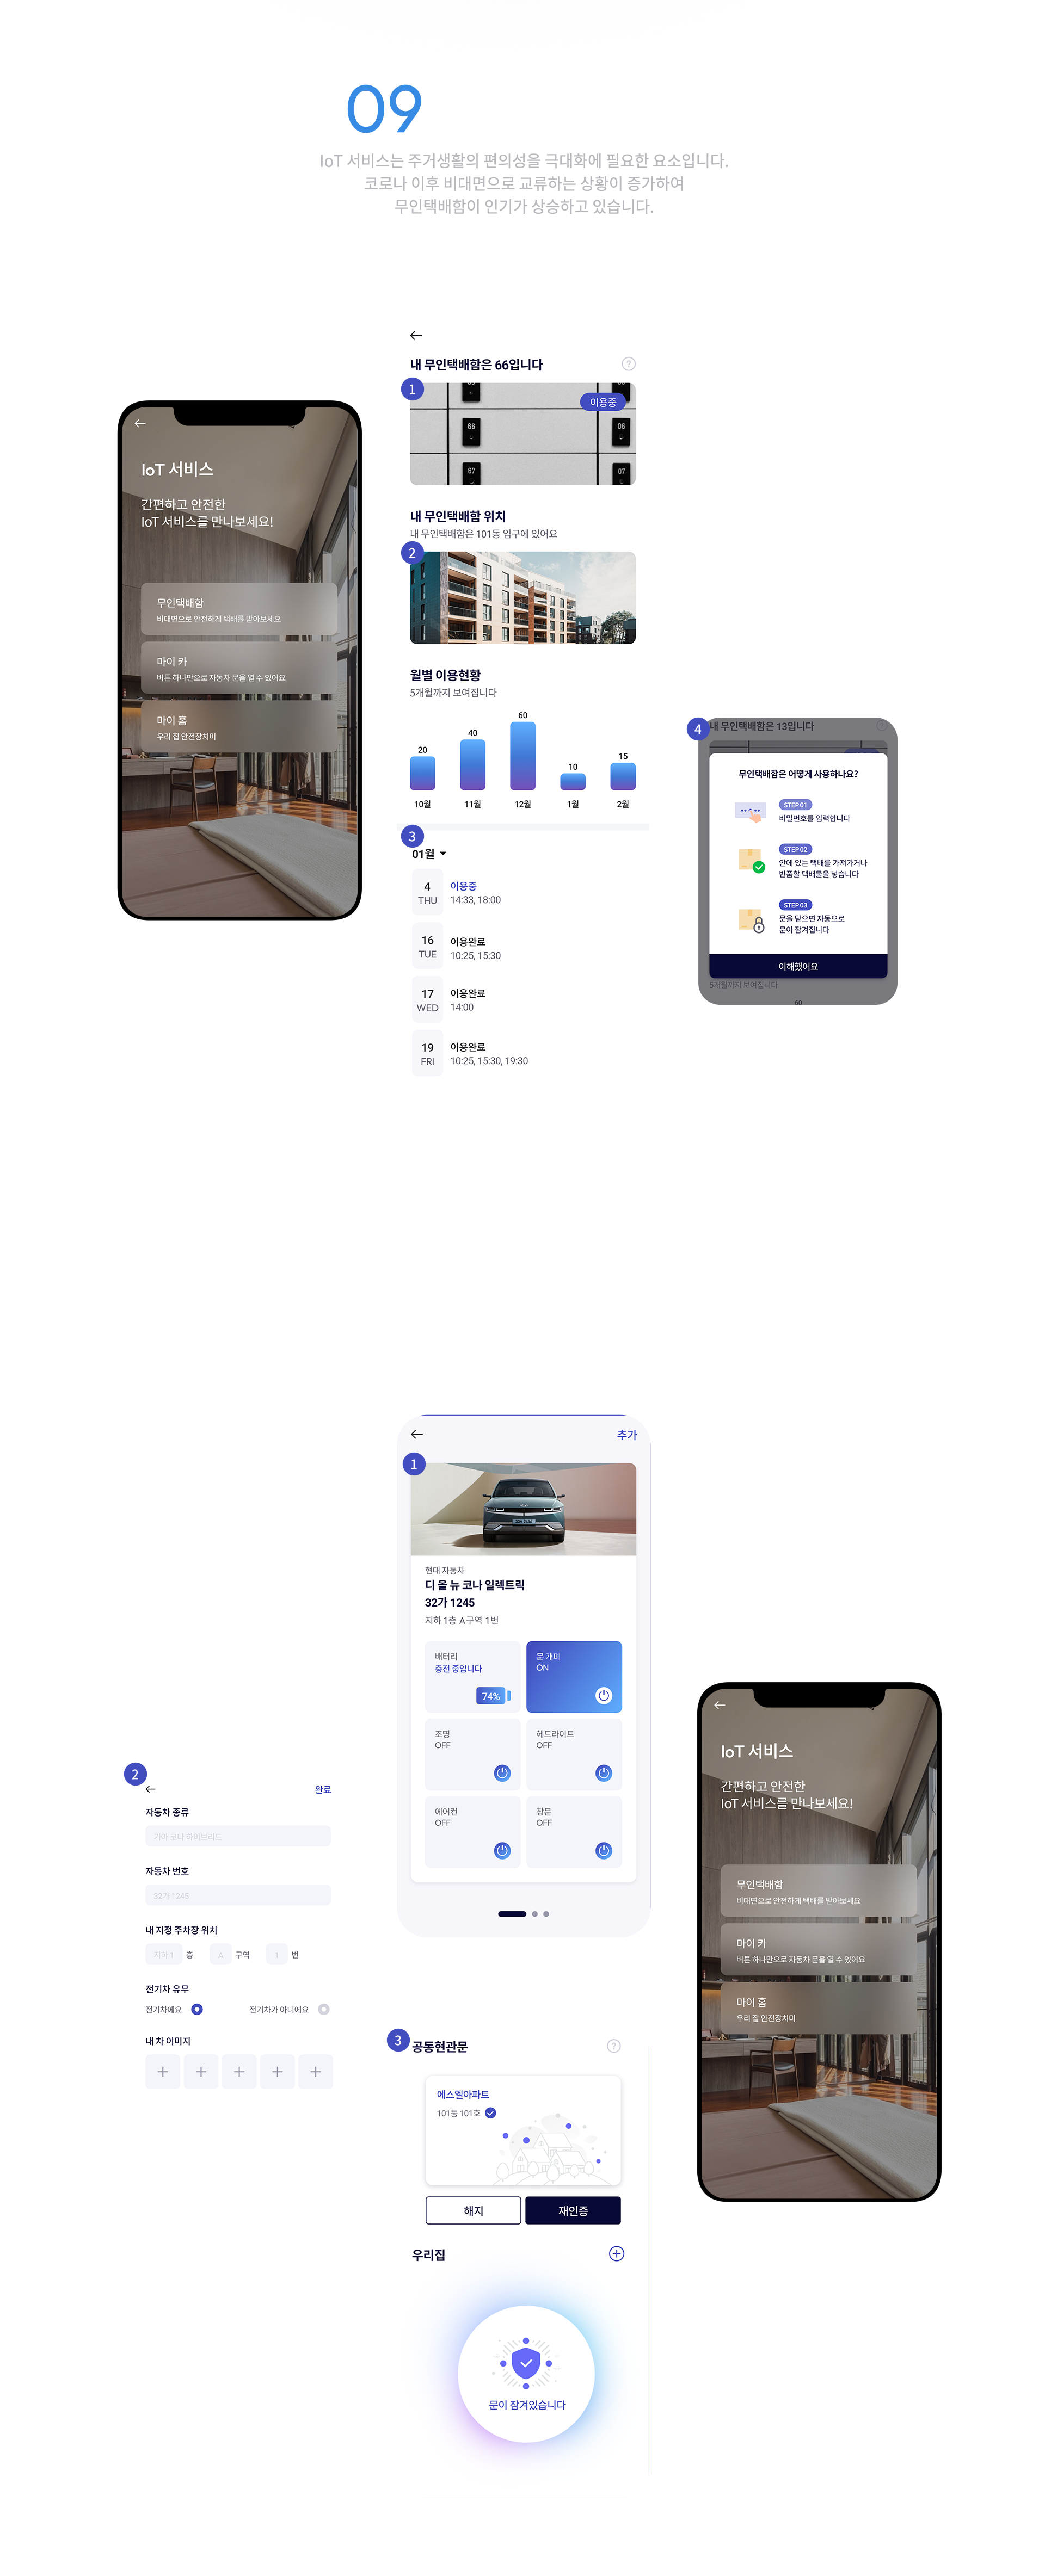 09
IoT 서비스는 주거생활의 편의성을 극대화에 필요한 요소입니다.
코로나 이후 비대면으로 교류하는 상황이 증가하여
무인택배함이 인기가 상승하고 있습니다.
IoT 서비스
간편하고 안전한
IoT 서비스를 만나보세요!
무인택배함
비대면으로 안전하게 택배를 받아보세요
마이 카
버튼 하나만으로 자동차 문을 열 수 있어요
마이 홈
우리 집 안전장치미
내 무인택배함은 66입니다
?
1
이용중
66
06
67
07
내 무인택배함 위치
내 무인택배함은 101동 입구에 있어요
2
월별 이용현황
5개월까지 보여집니다
20
40
60
10
15
10월
11월
12월
1월
2월
3
01월
4
THU
이용중
14:33, 18:00
16
TUE
이용완료
10:25, 15:30
17
WED
이용완료
14:00
19
FRI
이용완료
10:25, 15:30, 19:30
4
내 무인택배함은 13입니다
무인택배함은 어떻게 사용하나요?
STEP 01
비밀번호를 입력합니다
STEP 02
안에 있는 택배를 가져가거나
반품할 택배물을 넣습니다
STEP 03
문을 닫으면 자동으로
문이 잠겨집니다
이해했어요
5개월까지 보여집니다
60
추가
1
현대 자동차
디 올 뉴 코나 일렉트릭
32가 1245
지하 1층 A구역 1번
배터리
충전 중입니다
74%
문 개폐
ON
조명
OFF
헤드라이트
OFF
에어컨
OFF
장문
OFF
2
완료
자동차 종류
기아 코나 하이브리드
자동차 번호
32가 1245
내 지정 주차장 위치
지하 1
층
A
구역
1
번
전기차 유무
전기차에요
전기차가 아니에요
내 차 이미지
3
공동현관문
?
에스엘아파트
101동 101호
해지
재인증
우리집
문이 잠겨있습니다
IoT 서비스
간편하고 안전한
IoT 서비스를 만나보세요!
무인택배함
비대면으로 안전하게 택배를 받아보세요
마이 카
버튼 하나만으로 자동차 문을 열 수 있어요
마이 홈
우리 집 안전장치미